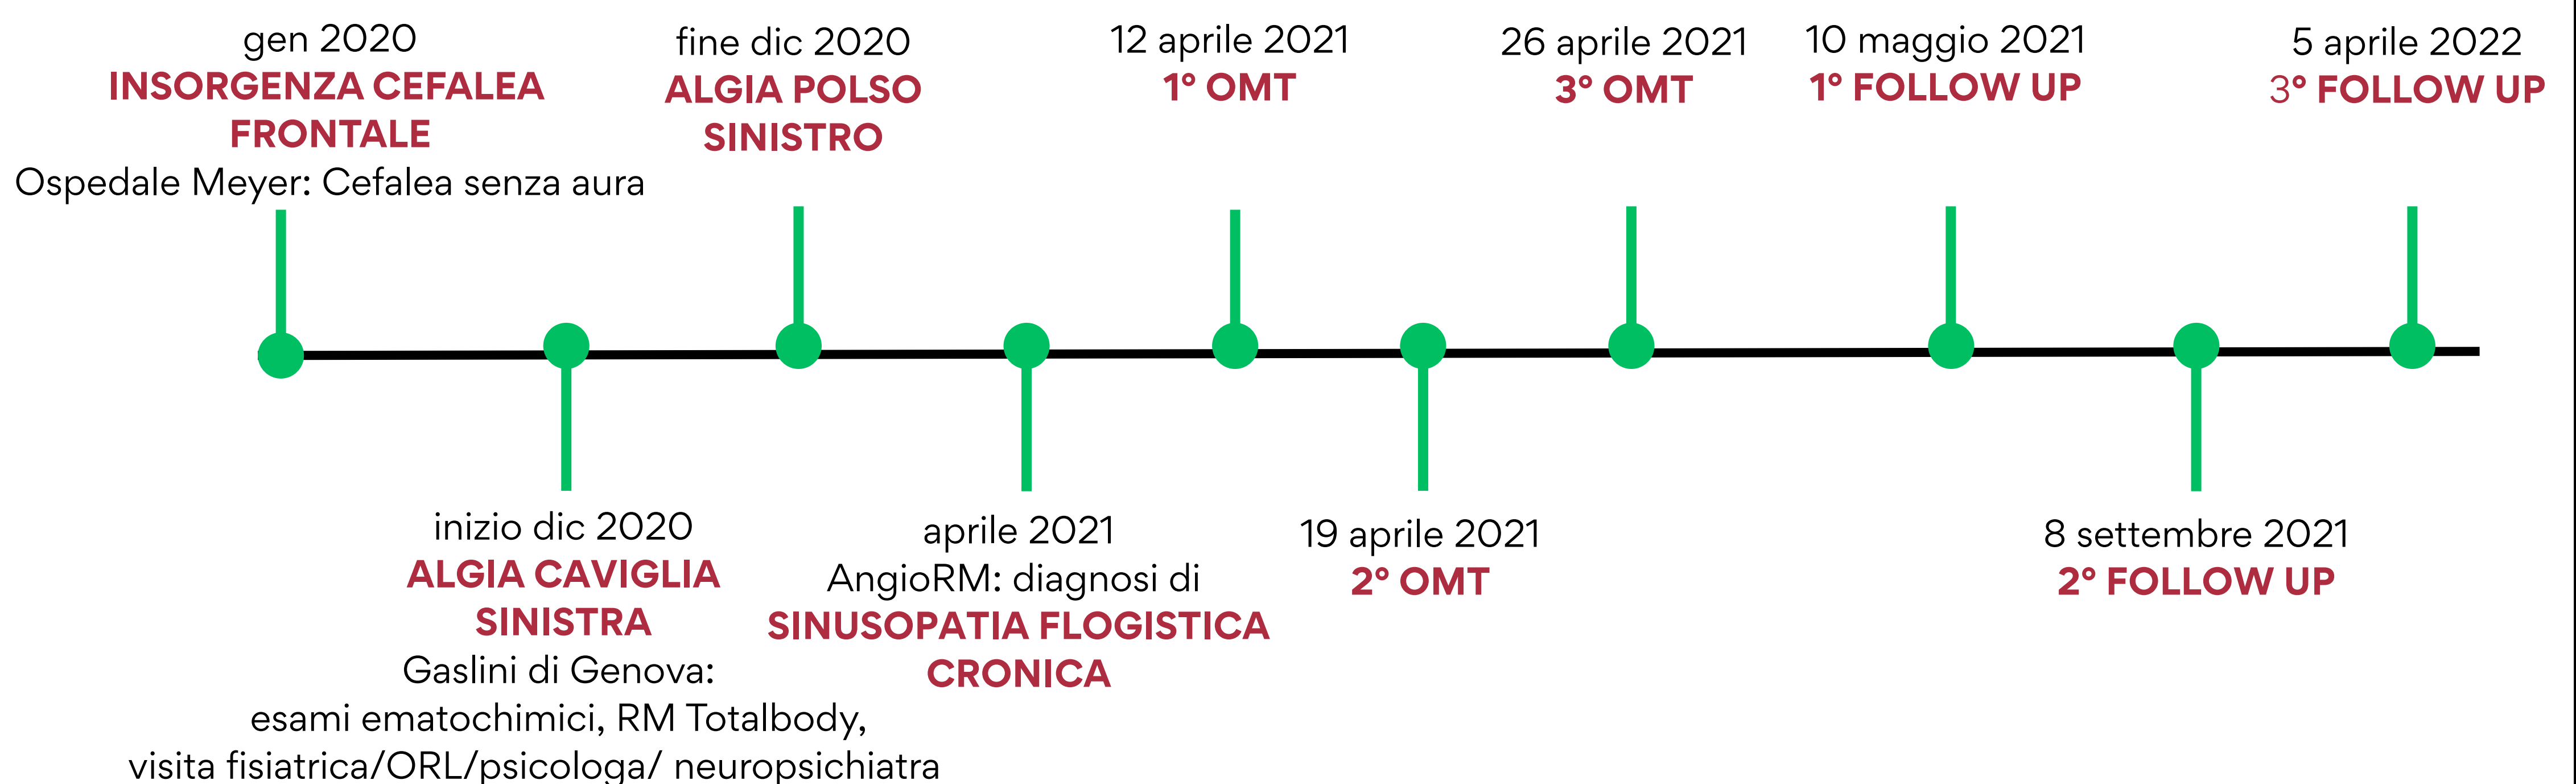 gen 2020
INSORGENZA CEFALEA
FRONTALE
Ospedale Meyer: Cefalea senza aura
inizio dic 2020
ALGIA CAVIGLIA
SINISTRA
Gaslini di Genova:
esami ematochimici, RM Totalbody,
visita fisiatrica/ORL/psicologa/ neuropsichiatra
fine dic 2020
ALGIA POLSO
SINISTRO
aprile 2021
AngioRM: diagnosi di
SINUSOPATIA FLOGISTICA
CRONICA
12 aprile 2021
1° OMT
19 aprile 2021
2° OMT
26 aprile 2021
3° OMT
10 maggio 2021
1° FOLLOW UP
8 settembre 2021
2° FOLLOW UP
5 aprile 2022
3° FOLLOW UP